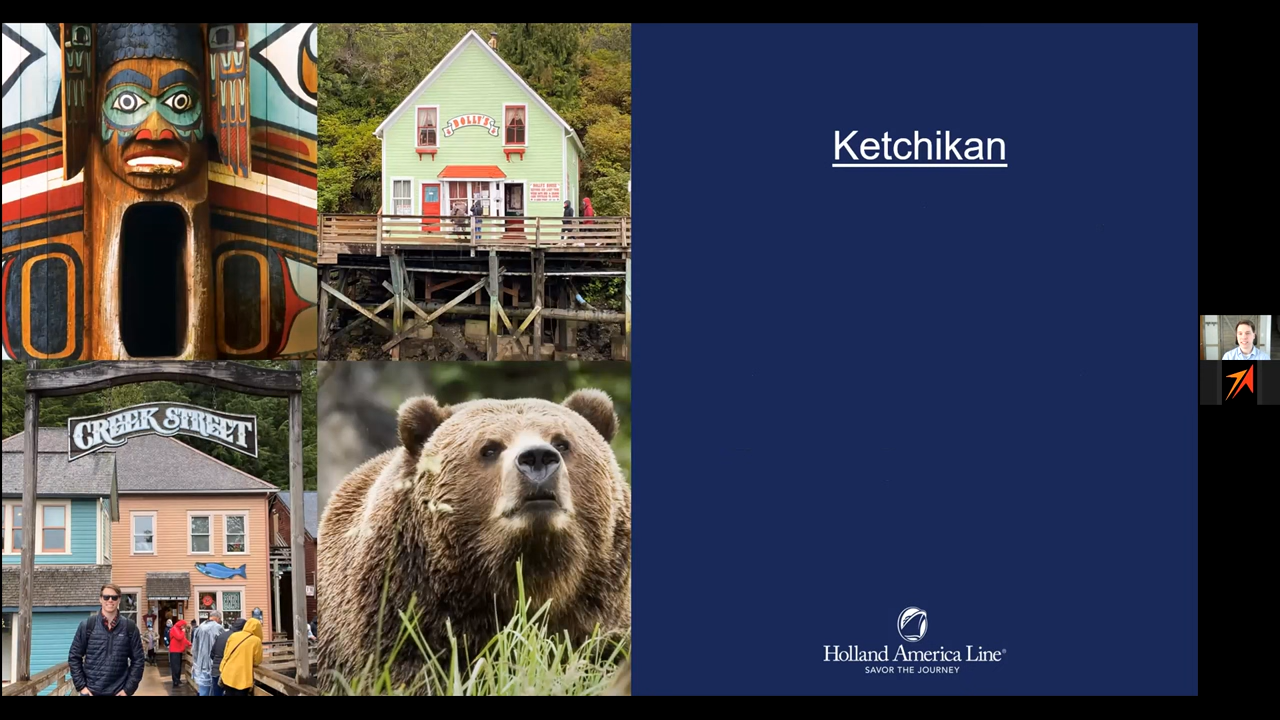 DOLLY'S
CREEK STREET
Ketchikan
Holland America Line®
SAVOR THE JOURNEY